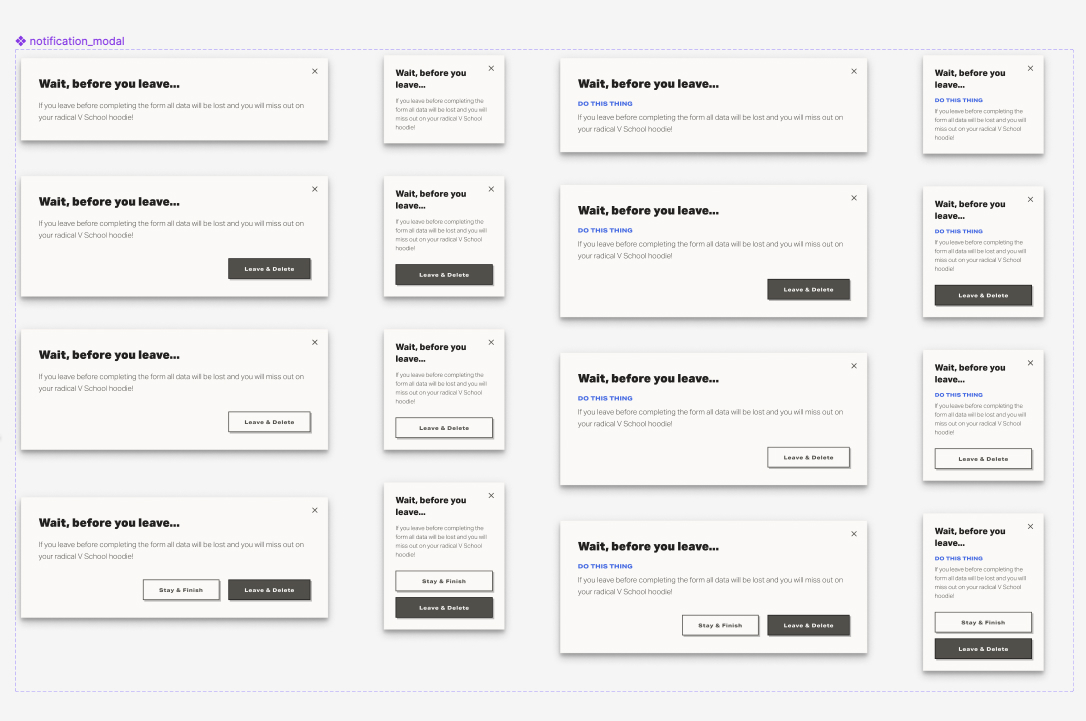 notification_modal
Wait, before you leave...
If you leave before completing the form all data will be lost and you will miss out on
your radical V School hoodie!
Wait, before you
leave...
If you leave before completing the
form all data will be lost and you will
miss out on your radical V School
hoodie!
Wait, before you leave...
DO THIS THING
If you leave before completing the form all data will be lost and you will miss out on
your radical V School hoodie!
Wait, before you
leave...
DO THIS THING
If you leave before completing the
form all data will be lost and you will
miss out on your radical V School
hoodie!
Wait, before you leave...
If you leave before completing the form all data will be lost and you will miss out on
your radical V School hoodie!
Leave & Delete
Wait, before you
leave...
If you leave before completing the
form all data will be lost and you will
miss out on your radical V School
hoodie!
Leave & Delete
Wait, before you leave...
DO THIS THING
If you leave before completing the form all data will be lost and you will miss out on
your radical V School hoodie!
Leave & Delete
Wait, before you
leave...
DO THIS THING
If you leave before completing the
form all data will be lost and you will
miss out on your radical V School
hoodie!
Leave & Delete
Wait, before you leave...
If you leave before completing the form all data will be lost and you will miss out on
your radical V School hoodie!
Leave & Delete
Wait, before you
leave...
If you leave before completing the
form all data will be lost and you will
miss out on your radical V School
hoodie!
Leave & Delete
Wait, before you leave...
DO THIS THING
If you leave before completing the form all data will be lost and you will miss out on
your radical V School hoodie!
Leave & Delete
Wait, before you
leave...
DO THIS THING
If you leave before completing the
form all data will be lost and you will
miss out on your radical V School
hoodie!
Leave & Delete
Wait, before you leave...
If you leave before completing the form all data will be lost and you will miss out on
your radical V School hoodie!
Stay & Finish
Leave & Delete
Wait, before you
leave...
If you leave before completing the
form all data will be lost and you will
miss out on your radical V School
hoodie!
Stay & Finish
Leave & Delete
Wait, before you leave...
DO THIS THING
If you leave before completing the form all data will be lost and you will miss out on
your radical V School hoodie!
Stay & Finish
Leave & Delete
Wait, before you
leave...
DO THIS THING
If you leave before completing the
form all data will be lost and you will
miss out on your radical V School
hoodie!
Stay & Finish
Leave & Delete